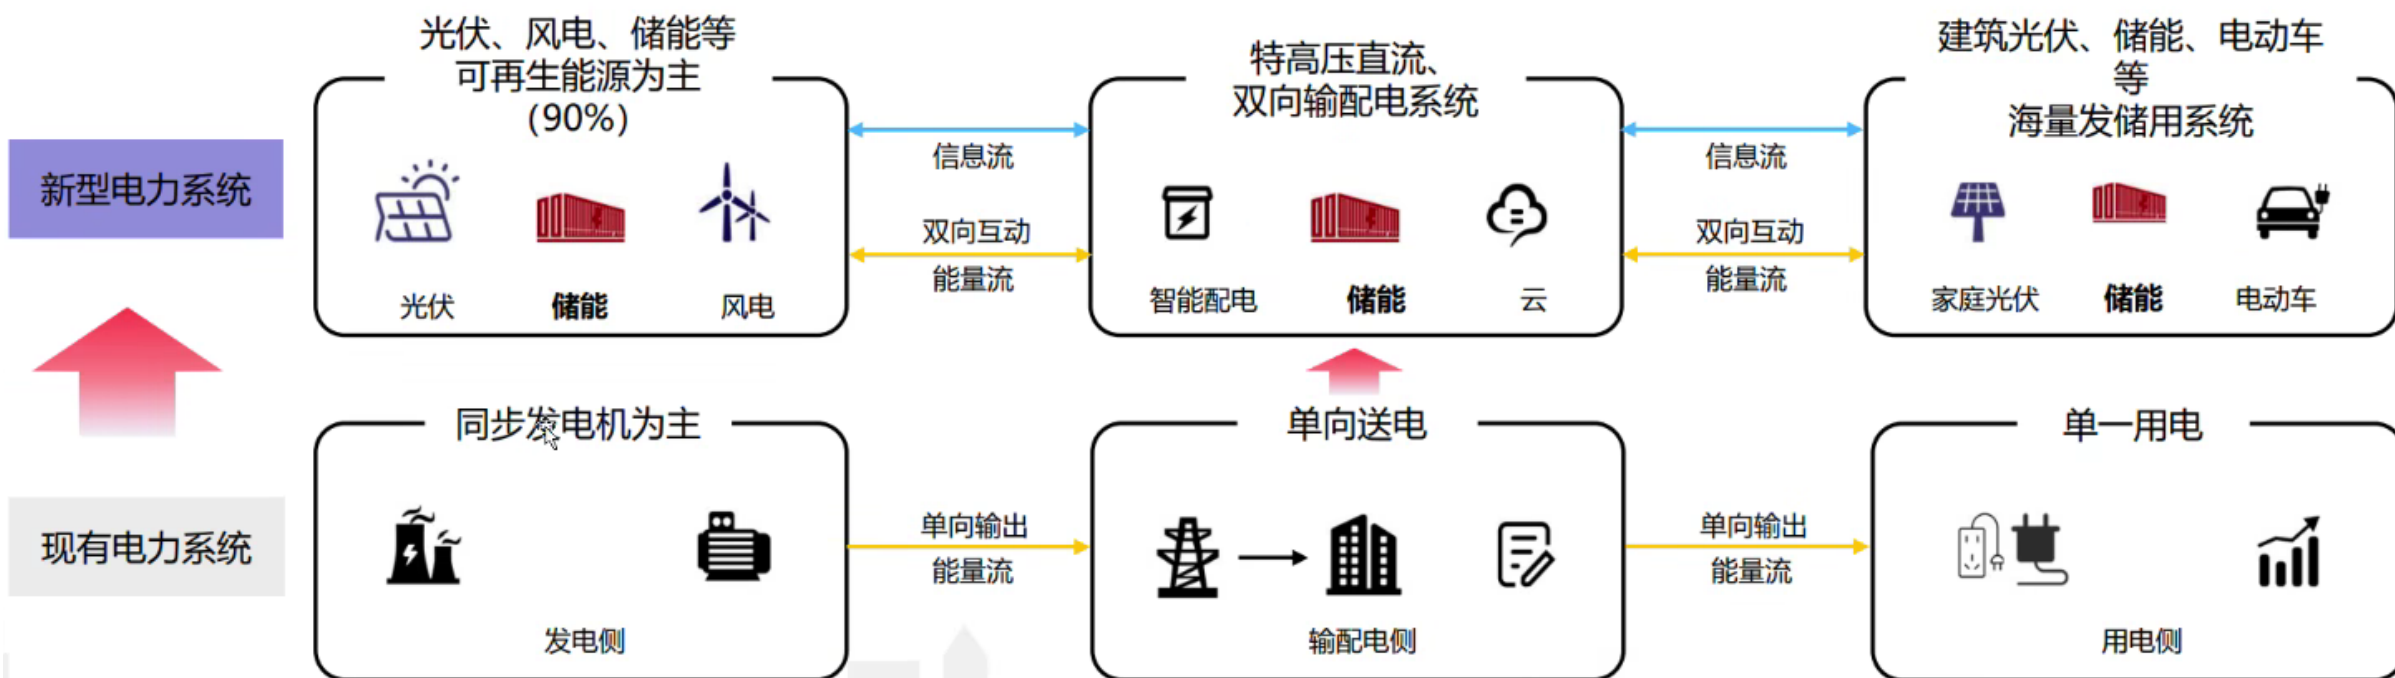 光伏、风电、储能等
可再生能源为主
(90%)
特高压直流、
双向输配电系统
建筑光伏、储能、电动车
等
海量发储用系统
新型电力系统
信息流
双向互动
能量流
信息流
双向互动
能量流
光伏
储能
风电
智能配电
储能
云
家庭光伏
储能
电动车
同步发电机为主
单向送电
单一用电
现有电力系统
单向输出
能量流
单向输出
能量流
发电侧
输配电侧
用电侧